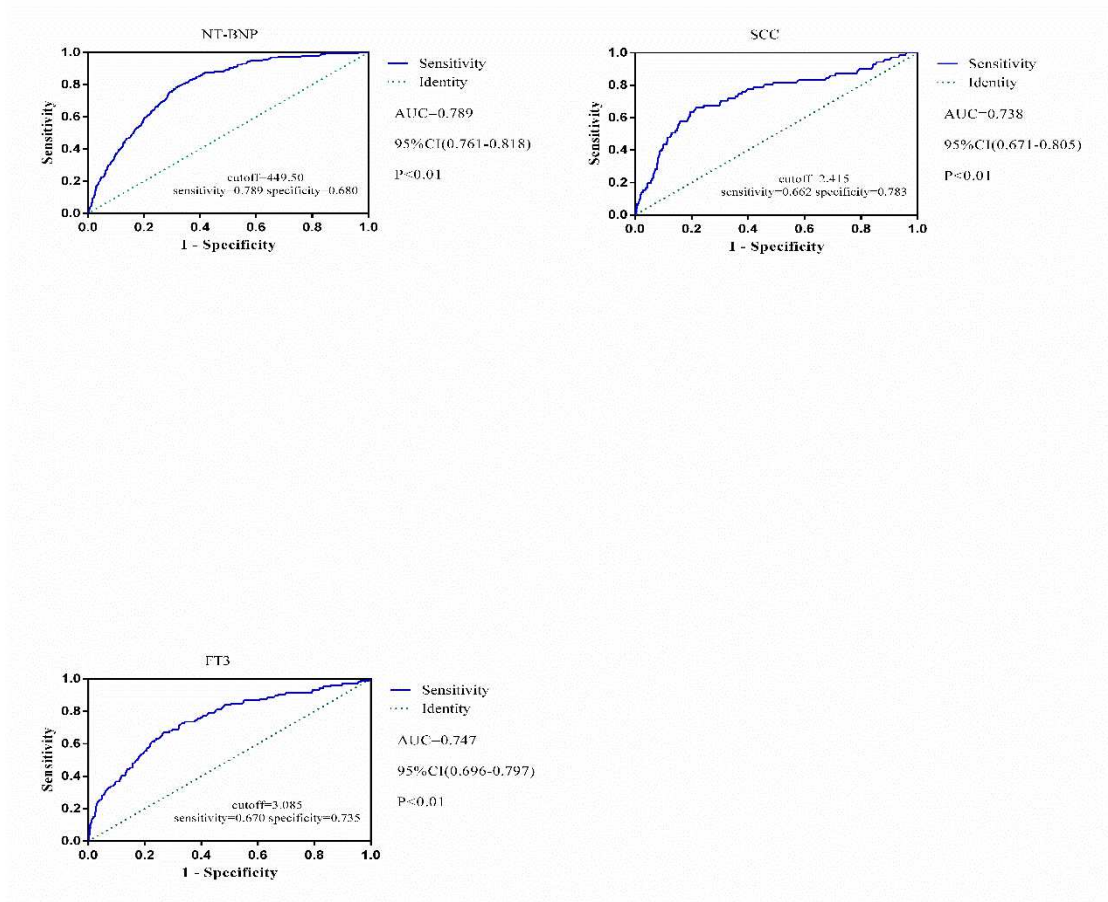 NT-BNP
1.0
0.8
0.6
0.4
0.2
0.0
Sensitivity
0.0 0.2 0.4 0.6 0.8 1.0
1 - Specificity
cutoff=449.50
sensitivity=0.789 specificity=0.680
Sensitivity
Identity
AUC=0.789
95%CI(0.761-0.818)
P<0.01
SCC
1.0
0.8
0.6
0.4
0.2
0.0
Sensitivity
0.0 0.2 0.4 0.6 0.8 1.0
1 - Specificity
cutoff=2.415
sensitivity=0.662 specificity=0.783
Sensitivity
Identity
AUC=0.738
95%CI(0.671-0.805)
P<0.01
FT3
1.0
0.8
0.6
0.4
0.2
0.0
Sensitivity
0.0 0.2 0.4 0.6 0.8 1.0
1 - Specificity
cutoff=3.085
sensitivity=0.670 specificity=0.735
Sensitivity
Identity
AUC=0.747
95%CI(0.696-0.797)
P<0.01